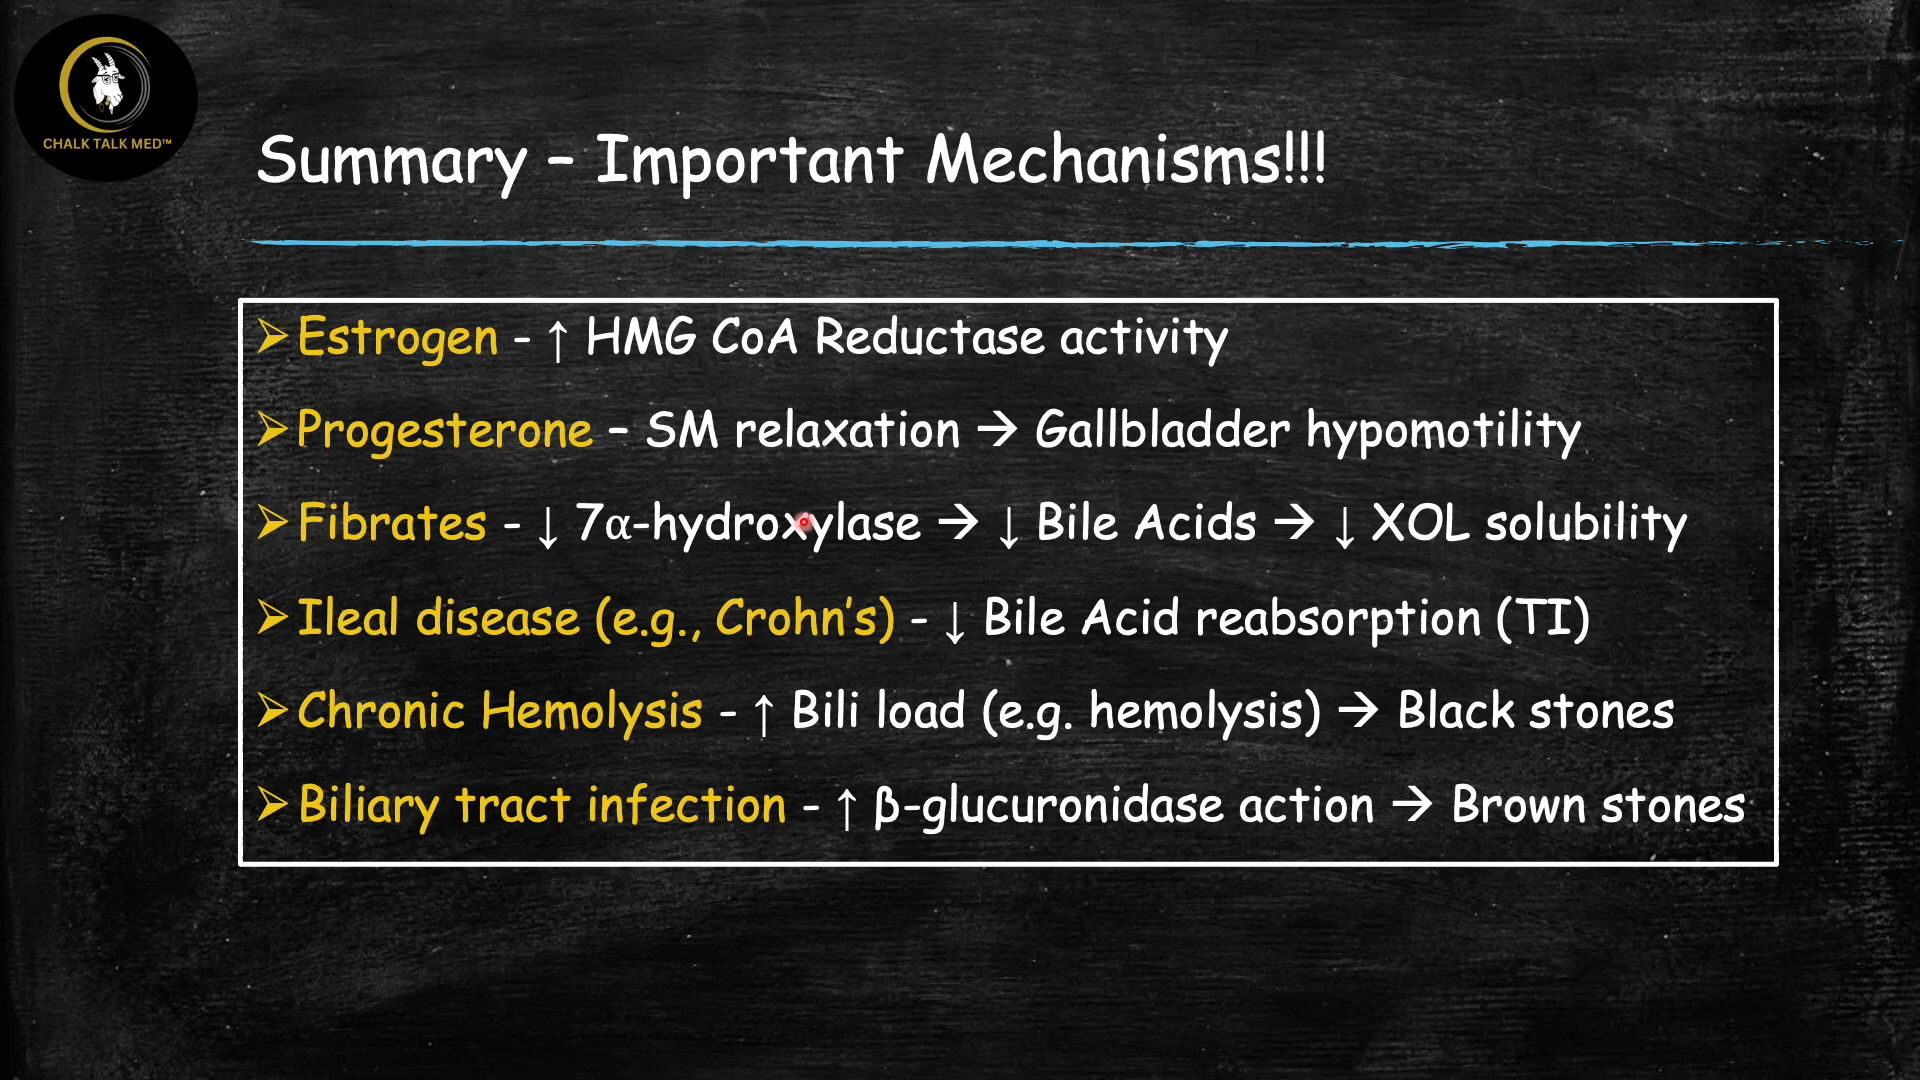 CHALK TALK MED™
Summary – Important Mechanisms!!!
➢Estrogen - ↑ HMG CoA Reductase activity
➢Progesterone – SM relaxation → Gallbladder hypomotility
➢Fibrates - ↓ 7α-hydroxylase → ↓ Bile Acids → ↓ XOL solubility
➢Ileal disease (e.g., Crohn's) - ↓ Bile Acid reabsorption (TI)
➢Chronic Hemolysis - ↑ Bili load (e.g. hemolysis) → Black stones
➢Biliary tract infection - ↑ β-glucuronidase action → Brown stones